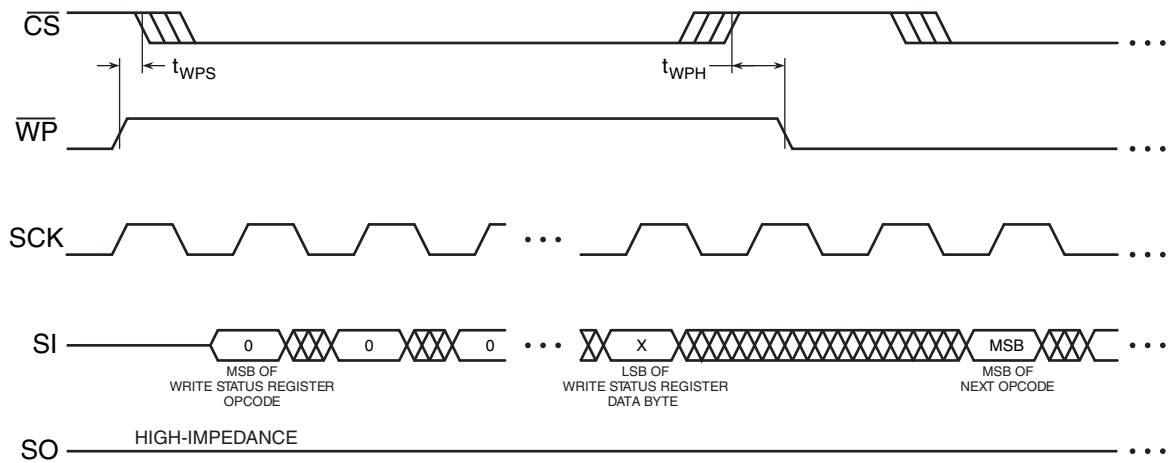 CS
tWPS
tWPH
WP
SCK
SI
0
0
0
X
MSB
MSB OF
WRITE STATUS REGISTER
OPCODE
LSB OF
WRITE STATUS REGISTER
DATA BYTE
MSB OF
NEXT OPCODE
HIGH-IMPEDANCE
SO